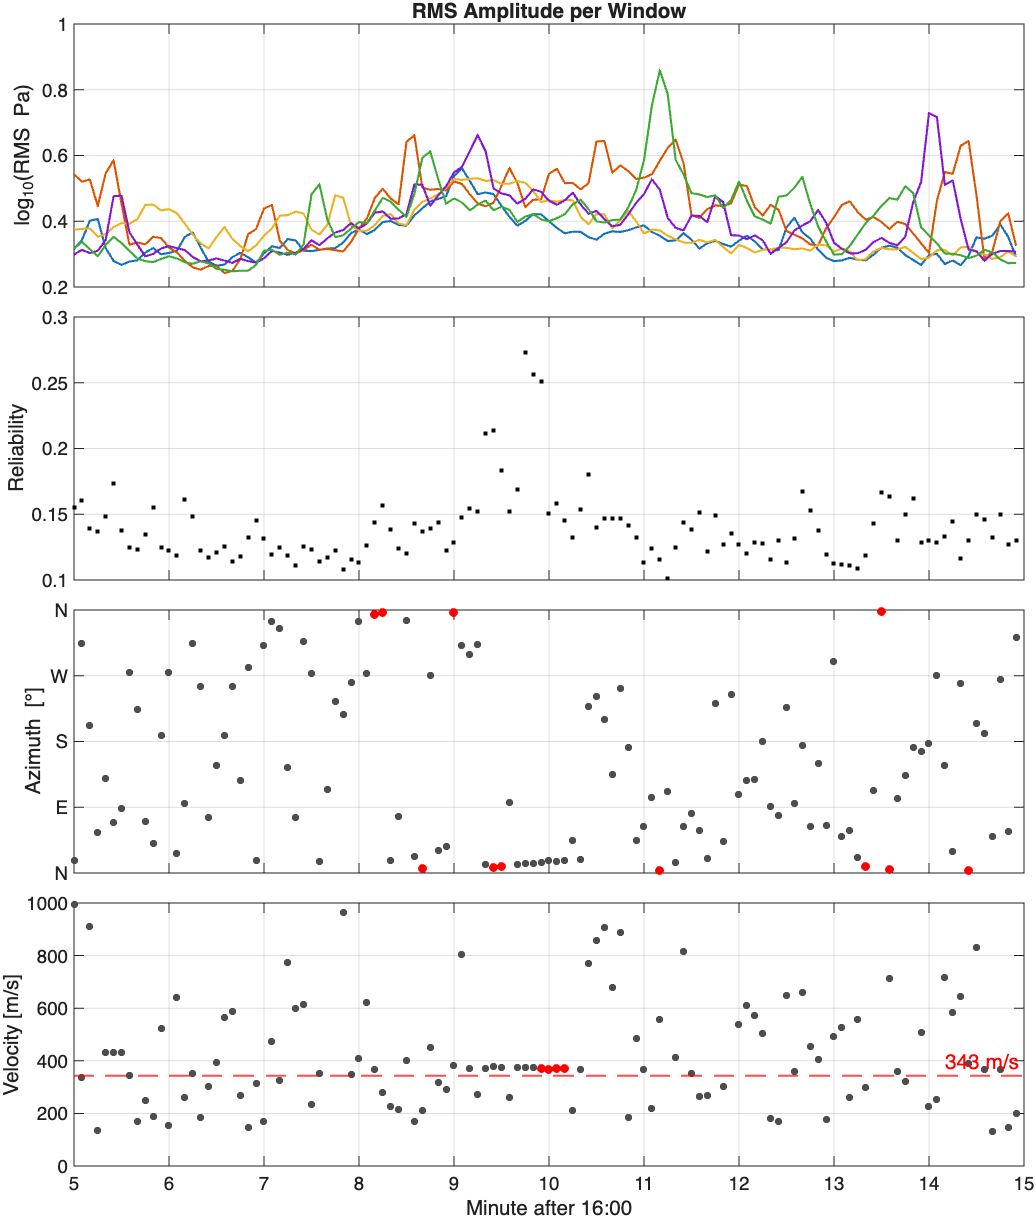 RMS Amplitude per Window
log₁₀(RMS Pa)
1
0.8
0.6
0.4
0.2
Reliability
0.3
0.25
0.2
0.15
0.1
Azimuth [°]
N
W
S
E
N
Velocity [m/s]
1000
800
600
400
200
0
343 m/s
5 6 7 8 9 10 11 12 13 14 15
Minute after 16:00